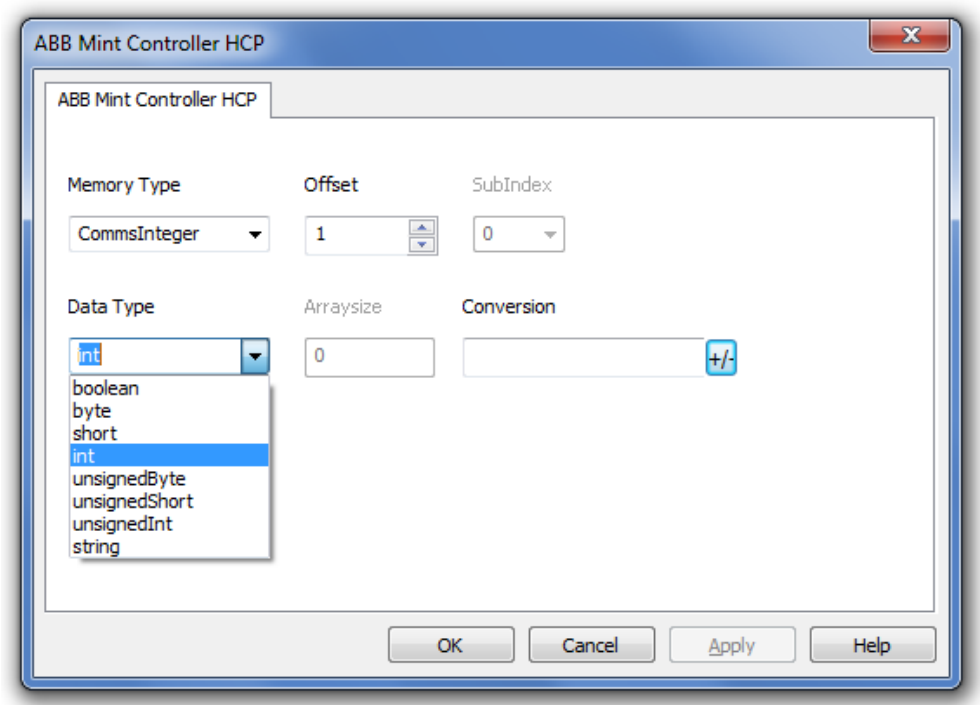 ABB Mint Controller HCP
ABB Mint Controller HCP
Memory Type Offset SubIndex
CommsInteger 1 0
Data Type Arraysize Conversion
int 0 +/-
boolean
byte
short
int
unsignedByte
unsignedShort
unsignedInt
string
OK Cancel Apply Help